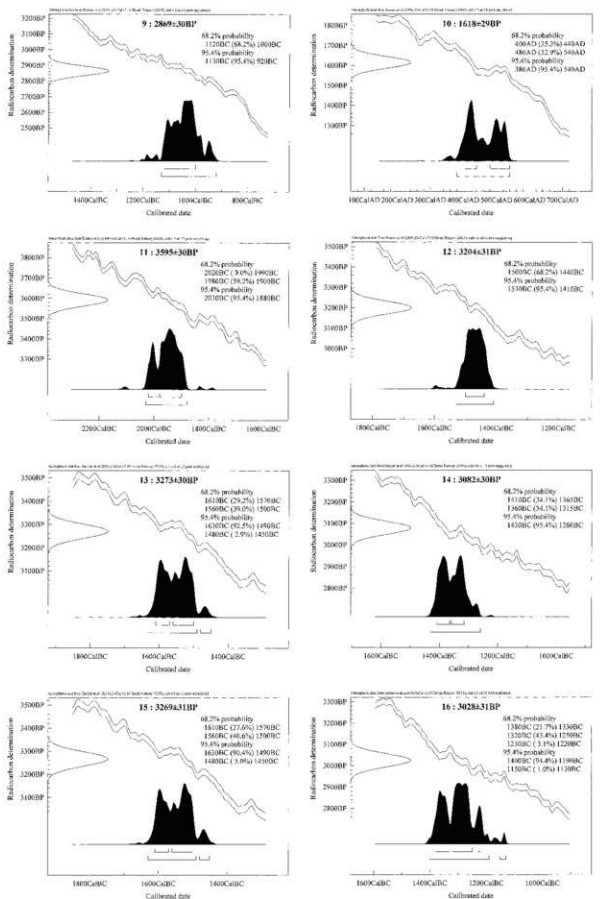 9 : 2869±30BP
68.2% probability
1120BC (68.2%) 1000BC
95.4% probability
1130BC (95.4%) 920BC
Radiocarbon determination
3200BP
3100BP
3000BP
2900BP
2800BP
2700BP
2600BP
2500BP
1400CalBC
1200CalBC
1000CalBC
800CalBC
Calibrated date
10 : 1618±29BP
68.2% probability
400AD (35.3%) 440AD
480AD (32.9%) 540AD
95.4% probability
380AD (95.4%) 540AD
Radiocarbon determination
1800BP
1700BP
1600BP
1500BP
1400BP
1300BP
100CalAD
200CalAD
300CalAD
400CalAD
500CalAD
600CalAD
700CalAD
Calibrated date
11 : 3595±30BP
68.2% probability
2020BC ( 9.0%) 1990BC
1980BC (59.2%) 1900BC
95.4% probability
2030BC (95.4%) 1880BC
Radiocarbon determination
3800BP
3700BP
3600BP
3500BP
3400BP
3300BP
2200CalBC
2000CalBC
1800CalBC
1600CalBC
Calibrated date
12 : 3204±31BP
68.2% probability
1500BC (68.2%) 1440BC
95.4% probability
1530BC (95.4%) 1410BC
Radiocarbon determination
3500BP
3400BP
3300BP
3200BP
3100BP
3000BP
1800CalBC
1600CalBC
1400CalBC
1200CalBC
Calibrated date
13 : 3273±30BP
68.2% probability
1610BC (29.2%) 1570BC
1560BC (39.0%) 1500BC
95.4% probability
1630BC (92.5%) 1490BC
1480BC ( 2.9%) 1450BC
Radiocarbon determination
3500BP
3400BP
3300BP
3200BP
3100BP
1800CalBC
1600CalBC
1400CalBC
Calibrated date
14 : 3082±30BP
68.2% probability
1410BC (34.1%) 1365BC
1360BC (34.1%) 1315BC
95.4% probability
1430BC (95.4%) 1260BC
Radiocarbon determination
3300BP
3200BP
3100BP
3000BP
2900BP
2800BP
1600CalBC
1400CalBC
1200CalBC
1000CalBC
Calibrated date
15 : 3269±31BP
68.2% probability
1610BC (27.6%) 1570BC
1560BC (40.6%) 1500BC
95.4% probability
1630BC (90.4%) 1490BC
1480BC ( 5.0%) 1450BC
Radiocarbon determination
3500BP
3400BP
3300BP
3200BP
3100BP
1800CalBC
1600CalBC
1400CalBC
Calibrated date
16 : 3028±31BP
68.2% probability
1380BC (21.7%) 1330BC
1320BC (43.4%) 1250BC
1230BC ( 3.1%) 1220BC
95.4% probability
1400BC (94.4%) 1190BC
1150BC ( 1.0%) 1130BC
Radiocarbon determination
3300BP
3200BP
3100BP
3000BP
2900BP
2800BP
1600CalBC
1400CalBC
1200CalBC
1000CalBC
Calibrated date